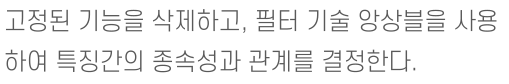 고정된 기능을 삭제하고, 필터 기술 앙상블을 사용
하여 특징간의 종속성과 관계를 결정한다.